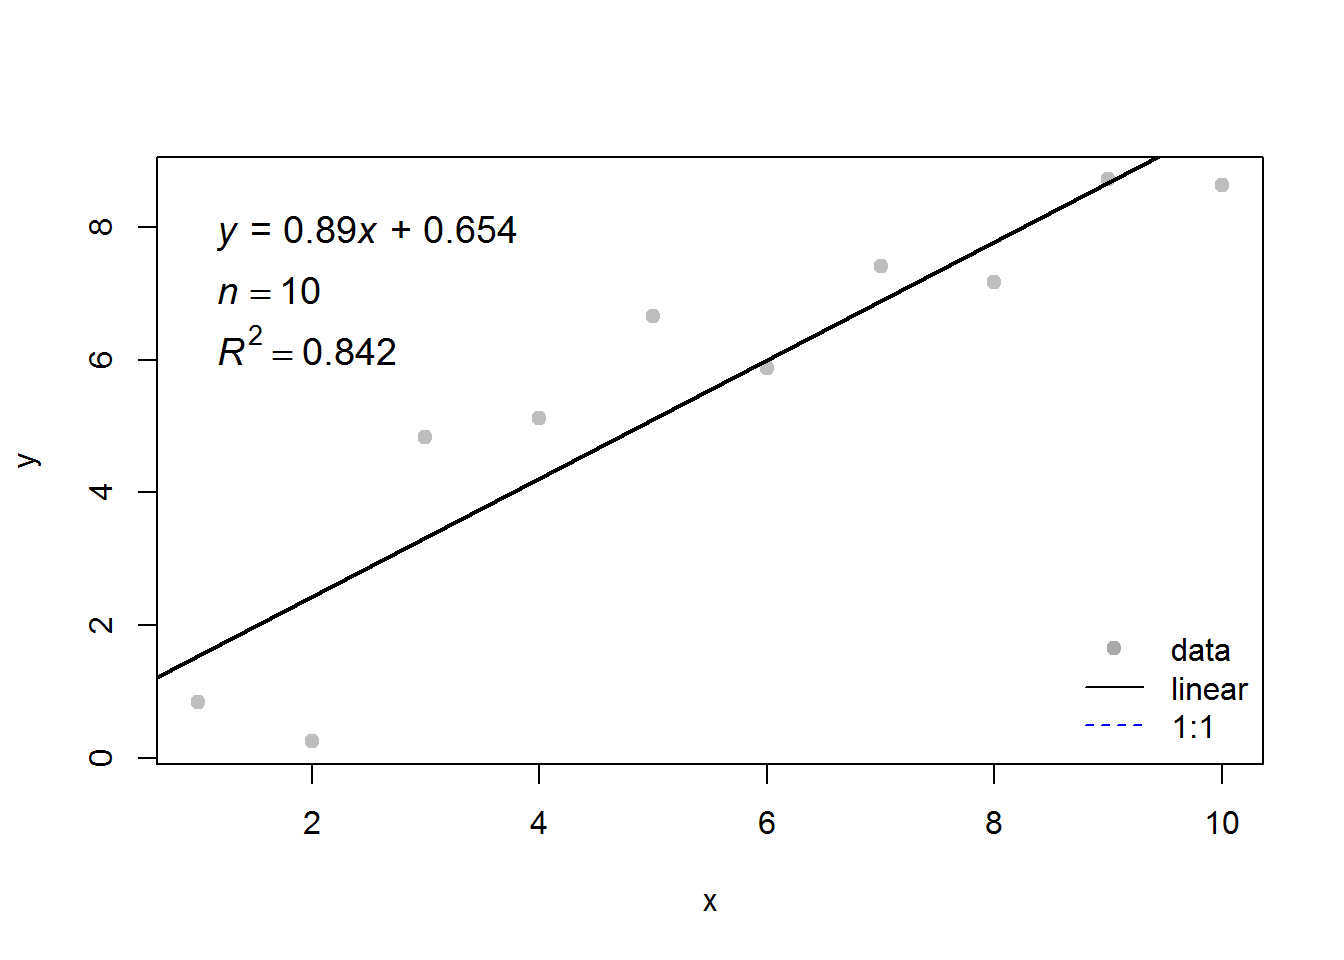 y = 0.89x + 0.654
n = 10
R² = 0.842
8
6
4
2
0
y
data
linear
1:1
2 4 6 8 10
x